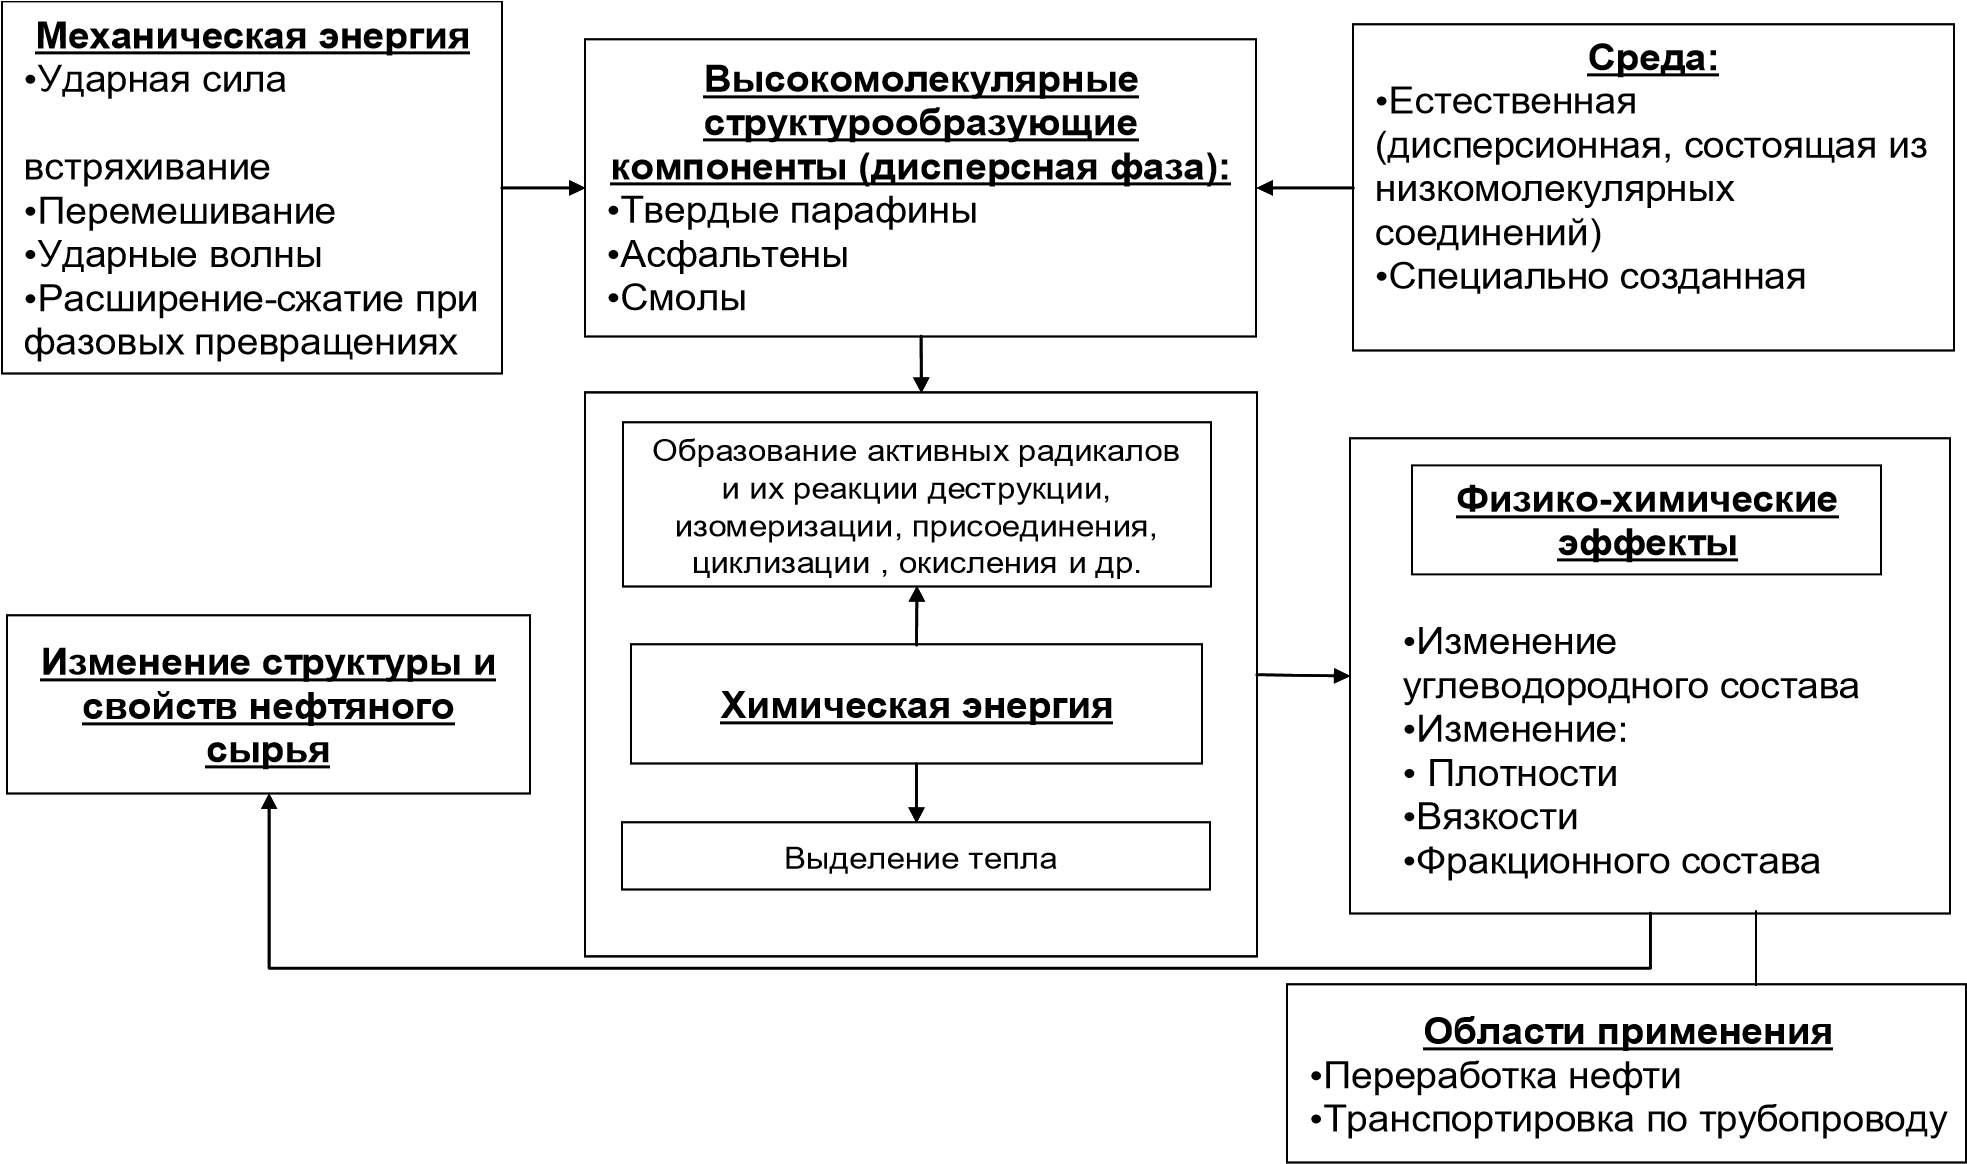 Механическая энергия
•Ударная сила
встряхивание
•Перемешивание
•Ударные волны
•Расширение-сжатие при
фазовых превращениях
Высокомолекулярные
структурообразующие
компоненты (дисперсная фаза):
•Твердые парафины
•Асфальтены
•Смолы
Среда:
•Естественная
(дисперсионная, состоящая из
низкомолекулярных
соединений)
•Специально созданная
Образование активных радикалов
и их реакции деструкции,
изомеризации, присоединения,
циклизации , окисления и др.
Химическая энергия
Выделение тепла
Физико-химические
эффекты
•Изменение
углеводородного состава
•Изменение:
• Плотности
•Вязкости
•Фракционного состава
Изменение структуры и
свойств нефтяного
сырья
Области применения
•Переработка нефти
•Транспортировка по трубопроводу